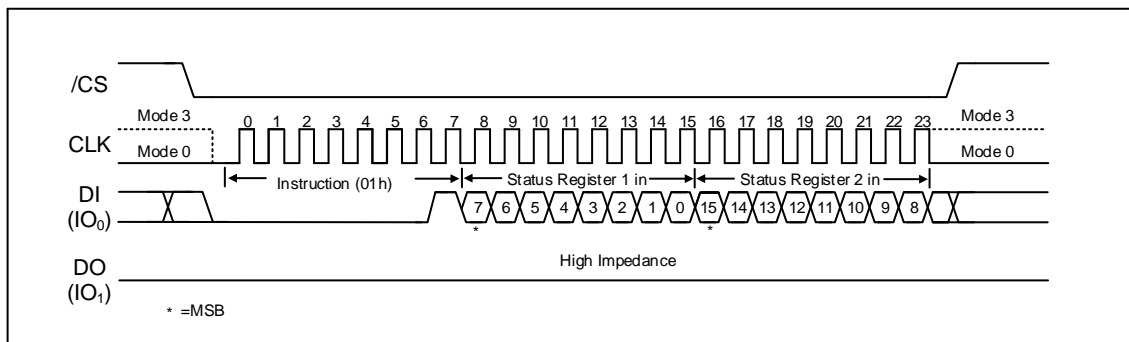 /CS
Mode 3
0 1 2 3 4 5 6 7 8 9 10 11 12 13 14 15 16 17 18 19 20 21 22 23
Mode 3
CLK
Mode 0
Mode 0
Instruction (01h)
Status Register 1 in
Status Register 2 in
DI
(IO0)
7 6 5 4 3 2 1 0 15 14 13 12 11 10 9 8
* *
High Impedance
DO
(IO1)
* =MSB